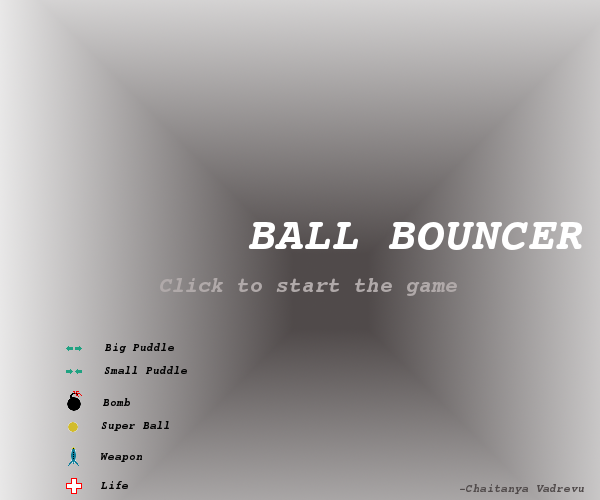 BALL BOUNCER
Click to start the game
Big Puddle
Small Puddle
Bomb
Super Ball
Weapon
Life
-Chaitanya Vadrevu